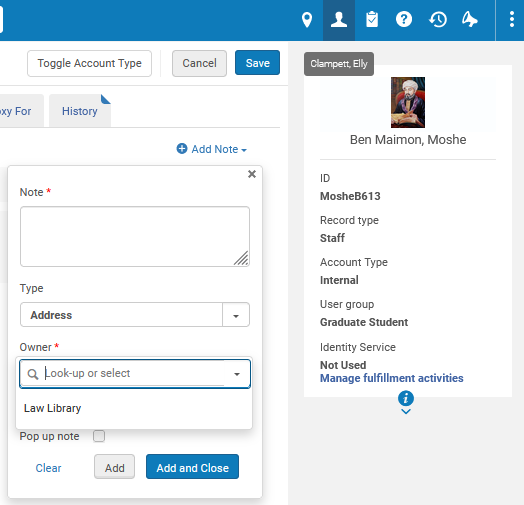 Toggle Account Type
Cancel
Save
Clampett, Elly
xy For
History
Add Note
Note *
Type
Address
Owner *
Look-up or select
Law Library
Pop up note
Clear
Add
Add and Close
Ben Maimon, Moshe
ID
MosheB613
Record type
Staff
Account Type
Internal
User group
Graduate Student
Identity Service
Not Used
Manage fulfillment activities